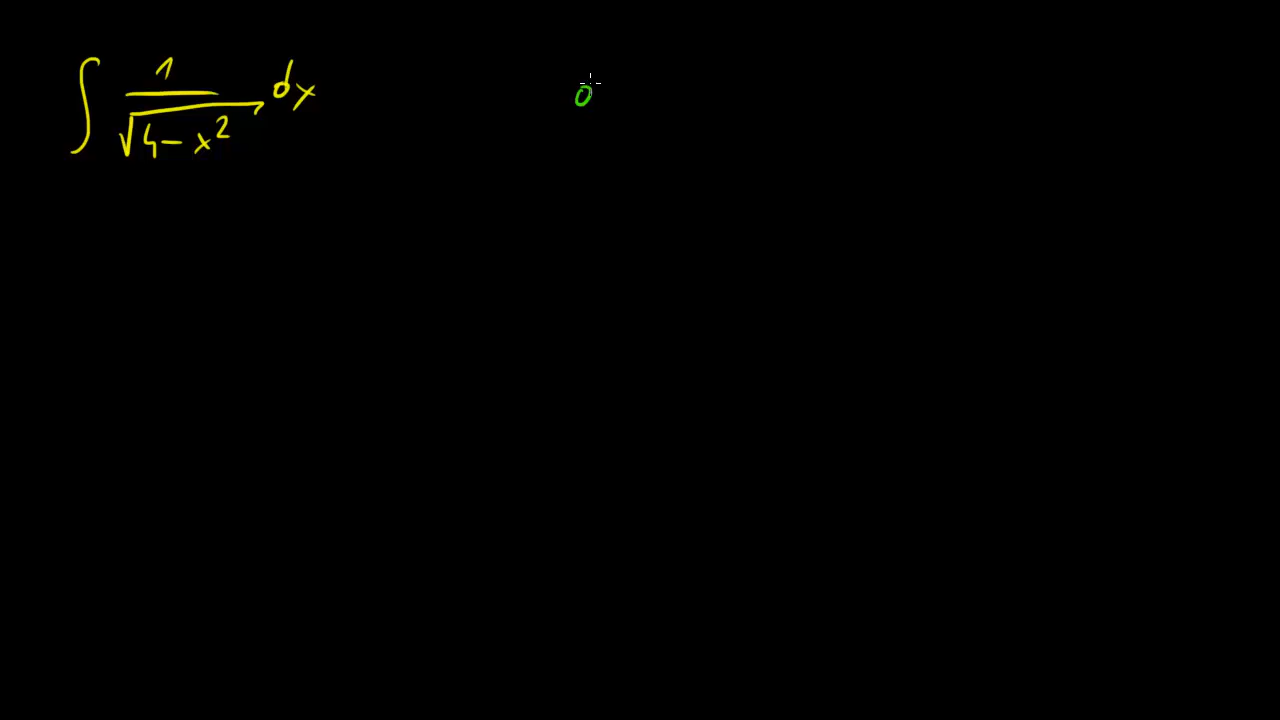 ∫ 1/√(4-x²) dx